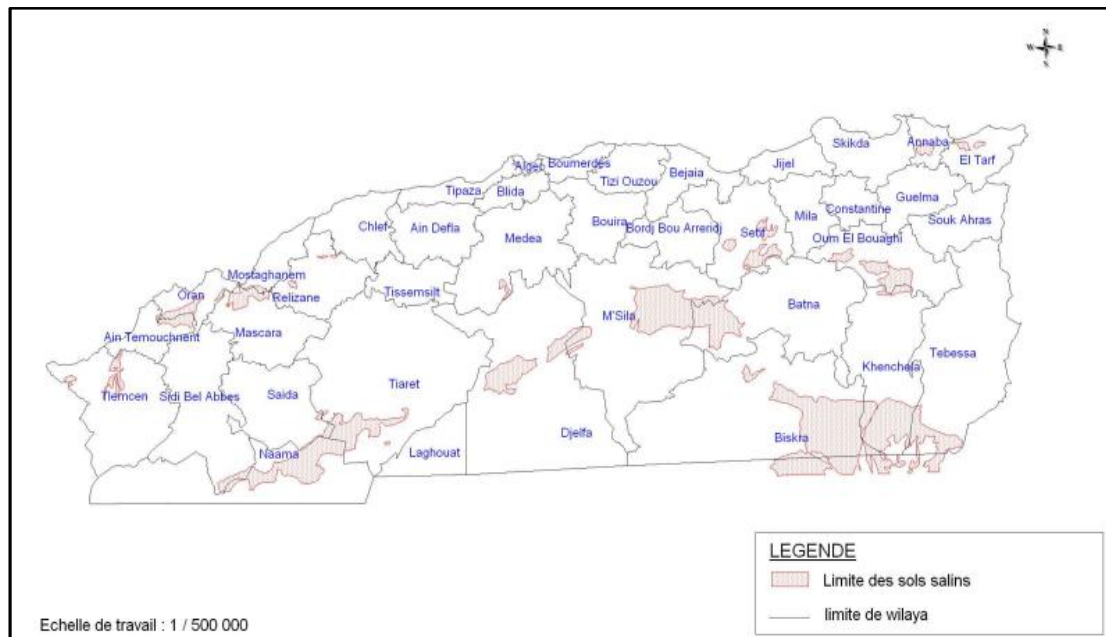 N
W E
S
Skikda
Annaba
El Tarf
Jijel
Bejaia
Tizi Ouzou
Boumerdes
Alger
Blida
Tipaza
Guelma
Souk Ahras
Constantine
Mila
Oum El Bouaghi
Setif
Bordj Bou Arreridj
Bouira
Medea
Ain Defla
Chlef
Mostaghanem
Relizane
Tissemsilt
Oran
Ain Temouchnent
Mascara
M'Sila
Batna
Khenchela
Tebessa
Tlemcen
Sidi Bel Abbes
Saida
Tiaret
Naama
Laghouat
Djelfa
Biskra
LEGENDE
Limite des sols salins
limite de wilaya
Echelle de travail : 1 / 500 000